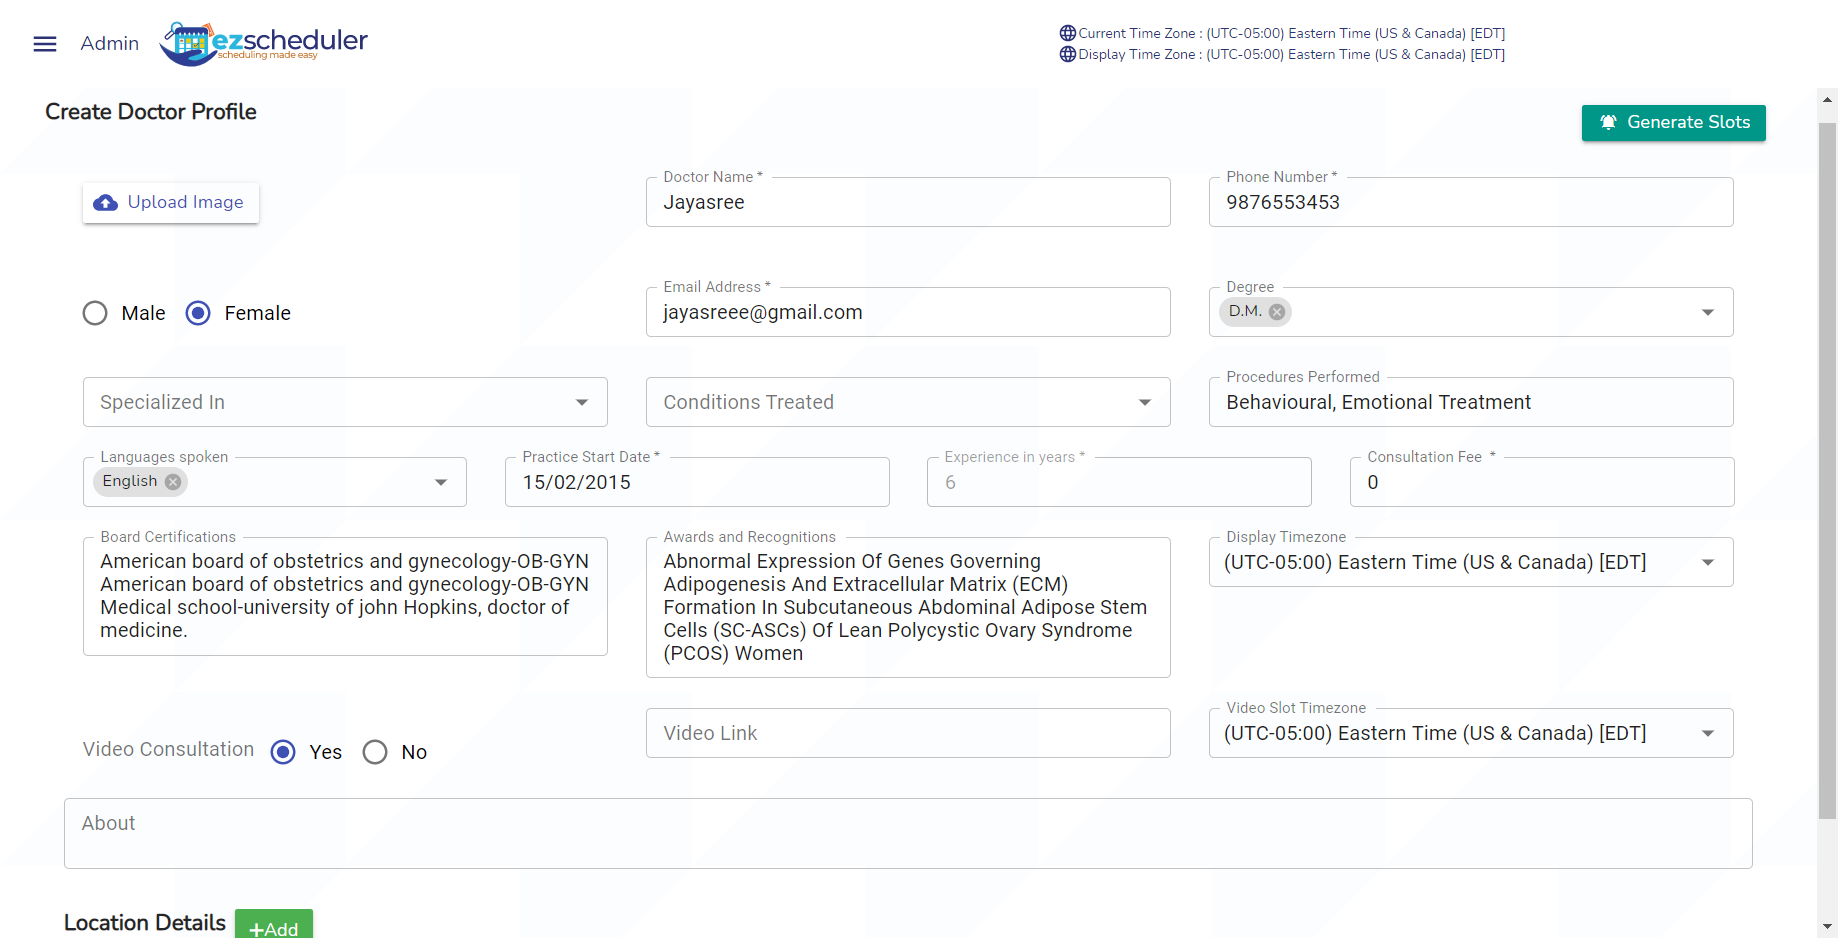 Admin
ezscheduler
scheduling made easy
Current Time Zone : (UTC-05:00) Eastern Time (US & Canada) [EDT]
Display Time Zone : (UTC-05:00) Eastern Time (US & Canada) [EDT]
Create Doctor Profile
Generate Slots
Upload Image
Doctor Name *
Jayasree
Phone Number *
9876553453
Male
Female
Email Address *
jayasreee@gmail.com
Degree
D.M.
Specialized In
Conditions Treated
Procedures Performed
Behavioural, Emotional Treatment
Languages spoken
English
Practice Start Date *
15/02/2015
Experience in years *
6
Consultation Fee *
0
Board Certifications
American board of obstetrics and gynecology-OB-GYN
American board of obstetrics and gynecology-OB-GYN
Medical school-university of john Hopkins, doctor of
medicine.
Awards and Recognitions
Abnormal Expression Of Genes Governing
Adipogenesis And Extracellular Matrix (ECM)
Formation In Subcutaneous Abdominal Adipose Stem
Cells (SC-ASCs) Of Lean Polycystic Ovary Syndrome
(PCOS) Women
Display Timezone
(UTC-05:00) Eastern Time (US & Canada) [EDT]
Video Consultation
Yes
No
Video Link
Video Slot Timezone
(UTC-05:00) Eastern Time (US & Canada) [EDT]
About
Location Details
+Add